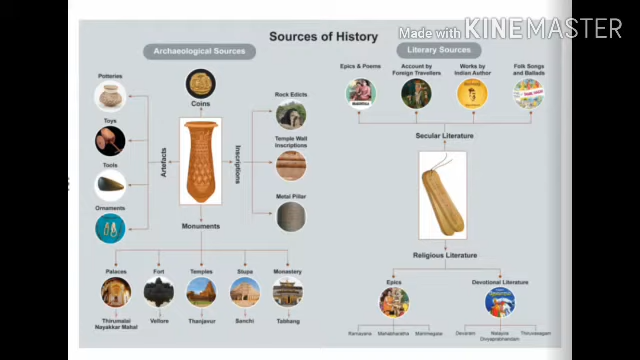 Made with KINEMASTER
Sources of History
Archaeological Sources
Literary Sources
Potteries
Coins
Toys
Tools
Ornaments
Artefacts
Inscriptions
Rock Edicts
Temple Wall
Inscriptions
Metal Pillar
Monuments
Palaces
Fort
Temples
Stupa
Monastery
Thirumalai
Nayakkar Mahal
Vellore
Thanjavur
Sanchi
Tabhang
Epics & Poems
Account by
Foreign Travellers
Works by
Indian Author
Folk Songs
and Ballads
Secular Literature
Religious Literature
Epics
Devotional Literature
Ramayana
Mahabharatha
Manimegalai
Devaram
Nalayira
Divyaprabandam
Thiruvasagam